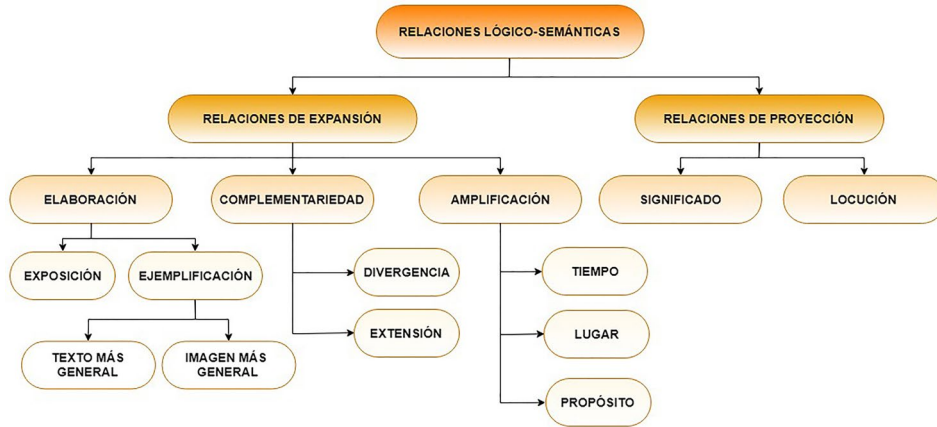 RELACIONES LÓGICO-SEMÁNTICAS
RELACIONES DE EXPANSIÓN
RELACIONES DE PROYECCIÓN
ELABORACIÓN
COMPLEMENTARIEDAD
AMPLIFICACIÓN
SIGNIFICADO
LOCUCIÓN
EXPOSICIÓN
EJEMPLIFICACIÓN
DIVERGENCIA
TIEMPO
EXTENSIÓN
LUGAR
TEXTO MÁS
GENERAL
IMAGEN MÁS
GENERAL
PROPÓSITO